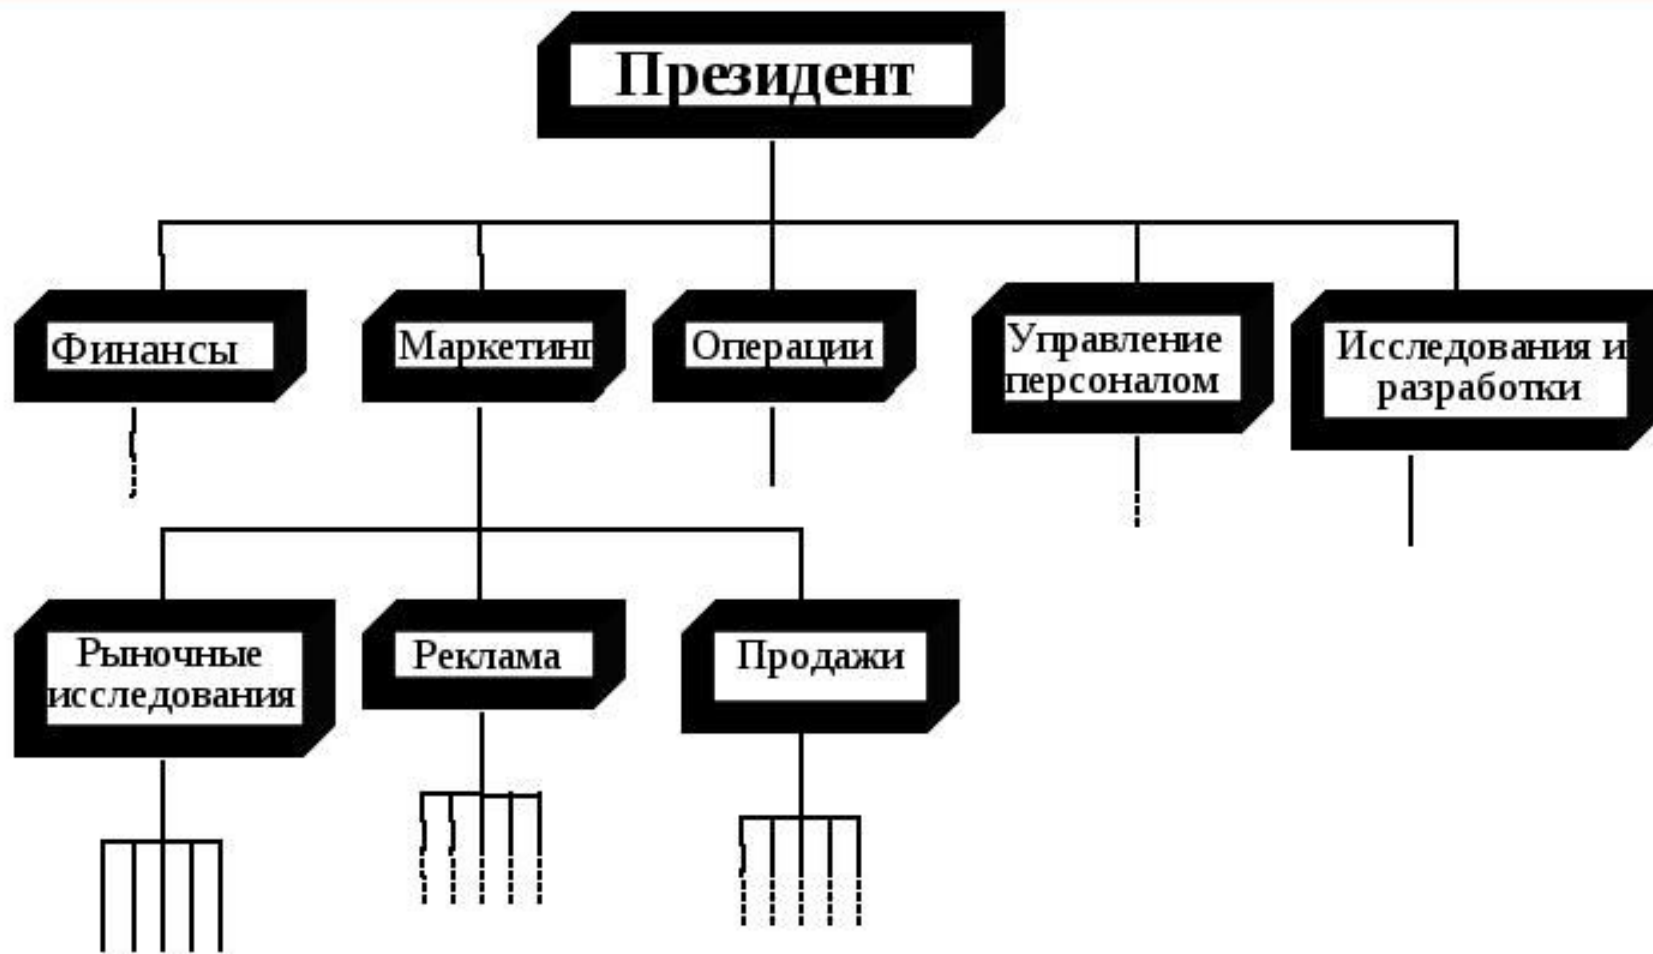 Президент
Финансы
Маркетинг
Операции
Управление
персоналом
Исследования и
разработки
Рыночные
исследования
Реклама
Продажи